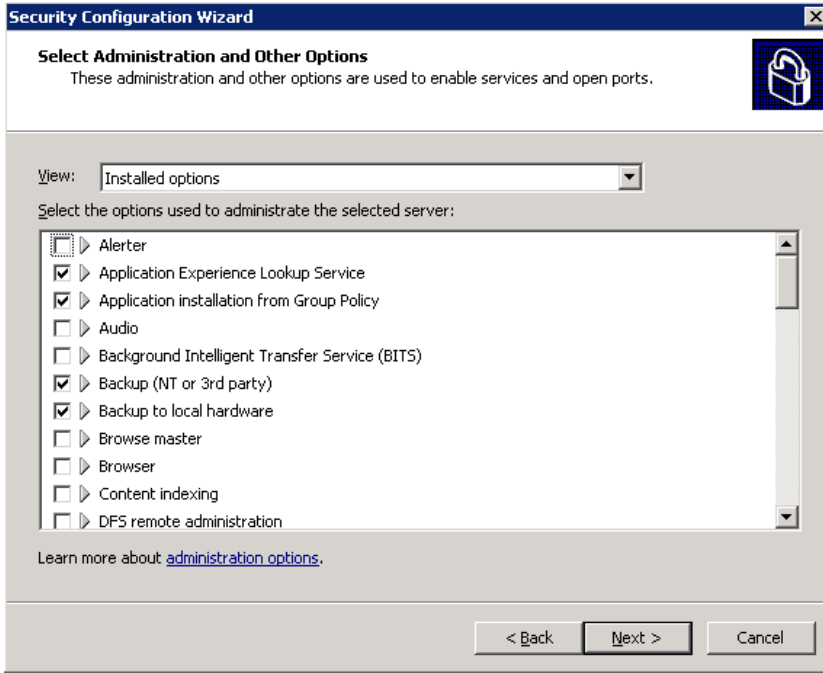 Security Configuration Wizard
Select Administration and Other Options
These administration and other options are used to enable services and open ports.
View:
Installed options
Select the options used to administrate the selected server:
Alerter
Application Experience Lookup Service
Application installation from Group Policy
Audio
Background Intelligent Transfer Service (BITS)
Backup (NT or 3rd party)
Backup to local hardware
Browse master
Browser
Content indexing
DFS remote administration
Learn more about administration options.
< Back
Next >
Cancel